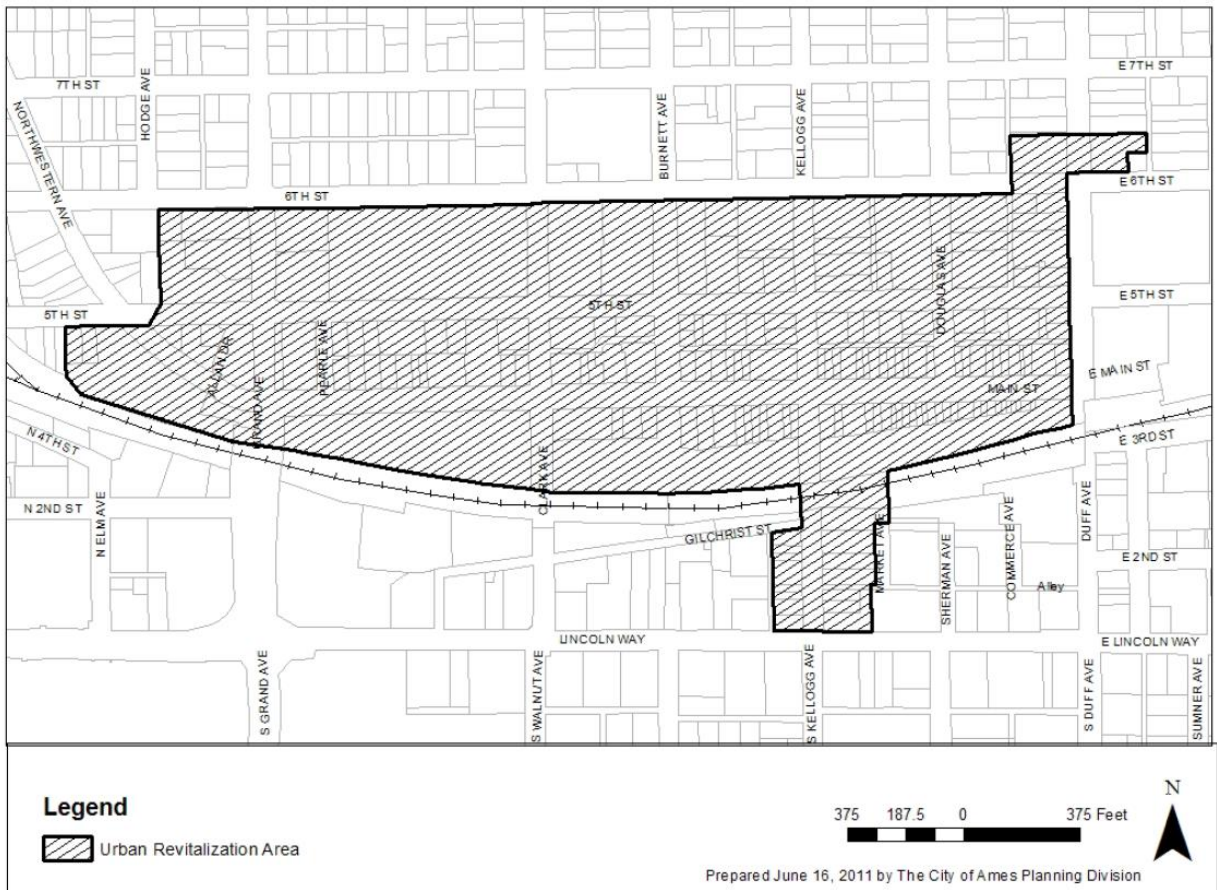 E 7TH ST
7TH ST
HODGE AVE
BURNETT AVE
KELLOGG AVE
NORTHWESTERN AVE
E 6TH ST
6TH ST
DOUGLAS AVE
E 5TH ST
5TH ST
5TH ST
ALLAN DR
PEARLE AVE
E MAIN ST
MAIN ST
GRAND AVE
N 4TH ST
E 3RD ST
CLARK AVE
N 2ND ST
N ELM AVE
GILCHRIST ST
MARKET AVE
SHERMAN AVE
COMMERCE AVE
DUFF AVE
E 2ND ST
Alley
LINCOLN WAY
E LINCOLN WAY
S GRAND AVE
S WALNUT AVE
S KELLOGG AVE
S DUFF AVE
SUMNER AVE
Legend
Urban Revitalization Area
375 187.5 0 375 Feet
N
Prepared June 16, 2011 by The City of Ames Planning Division